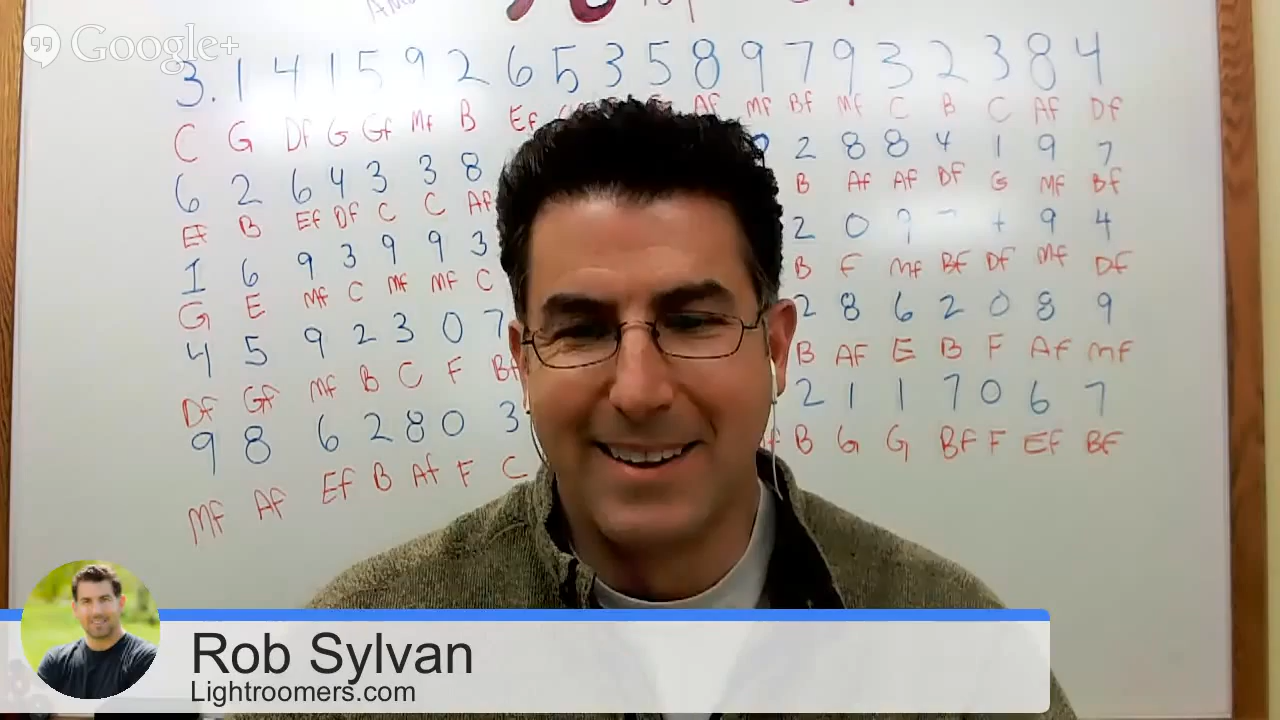 Google+
3.141592653589793238 4
C G Df G Gf Mf B Ef Af Mf Bf Mf C B C Af Df
6 2 6 4 3 3 8 2 8 8 4 1 9 7
Ef B Ef Df C C Af B Af Af Df G Mf Bf
1 6 9 3 9 9 3 2 0 9 4
G E Mf C Mf Mf C B F Mf Bf Df Mf Df
4 5 9 2 3 0 7 2 8 6 2 0 8 9
Df Gf Mf B C F Bf B Af E B F Af Mf
9 8 6 2 8 0 3 2 1 1 7 0 6 7
Mf Af Ef B Af F C B G G Bf F Ef Bf
Rob Sylvan
Lightroomers.com